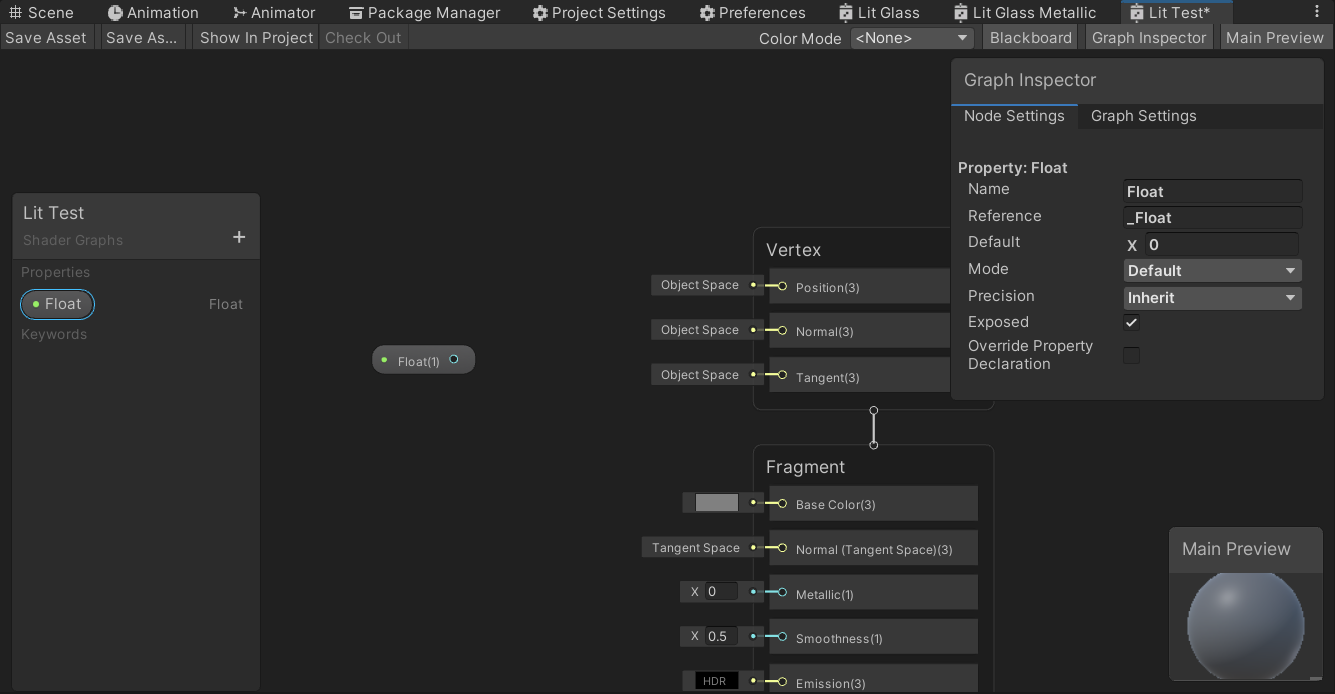 Scene Animation Animator Package Manager Project Settings Preferences Lit Glass Lit Glass Metallic Lit Test*
Save Asset Save As... Show In Project Check Out Color Mode <None> Blackboard Graph Inspector Main Preview
Graph Inspector
Node Settings Graph Settings
Property: Float
Name Float
Reference _Float
Default X 0
Mode Default
Precision Inherit
Exposed
Override Property
Declaration
Lit Test
Shader Graphs +
Properties
Float Float
Keywords
Float(1)
Vertex
Object Space Position(3)
Object Space Normal(3)
Object Space Tangent(3)
Fragment
Base Color(3)
Tangent Space Normal (Tangent Space)(3)
X 0 Metallic(1)
X 0.5 Smoothness(1)
HDR Emission(3)
Main Preview